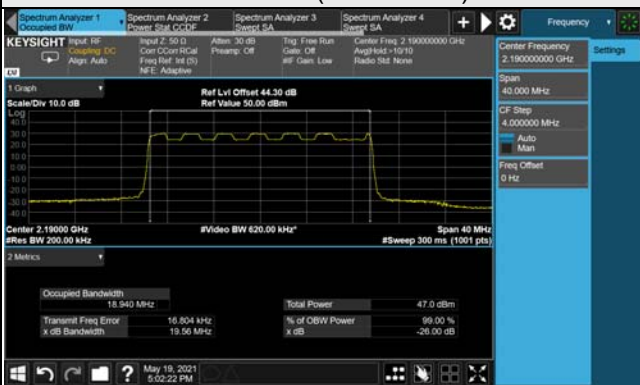 Spectrum Analyzer 1
Occupied BW
Spectrum Analyzer 2
Power Stat CCDF
Spectrum Analyzer 3
Swept SA
Spectrum Analyzer 4
Swept SA
Frequency
KEYSIGHT
Input: RF
Coupling: DC
Align: Auto
Input Z: 50 Ω
Corr CCorr RCal
Freq Ref: Int (S)
NFE: Adaptive
Atten: 30 dB
Preamp: Off
Trig: Free Run
Gate: Off
#IF Gain: Low
Center Freq: 2.190000000 GHz
Avg|Hold:>10/10
Radio Std: None
Center Frequency
2.190000000 GHz
Settings
Span
40.000 MHz
CF Step
4.000000 MHz
Auto
Man
Freq Offset
0 Hz
1 Graph
Scale/Div 10.0 dB
Ref Lvl Offset 44.30 dB
Ref Value 50.00 dBm
Log
40.0
30.0
20.0
10.0
0.00
-10.0
-20.0
-30.0
-40.0
Center 2.19000 GHz
#Res BW 200.00 kHz
#Video BW 620.00 kHz*
Span 40 MHz
#Sweep 300 ms (1001 pts)
2 Metrics
Occupied Bandwidth
18.940 MHz
Total Power 47.0 dBm
Transmit Freq Error 16.804 kHz
% of OBW Power 99.00 %
x dB Bandwidth 19.56 MHz
x dB -26.00 dB
May 19, 2021
5:02:22 PM